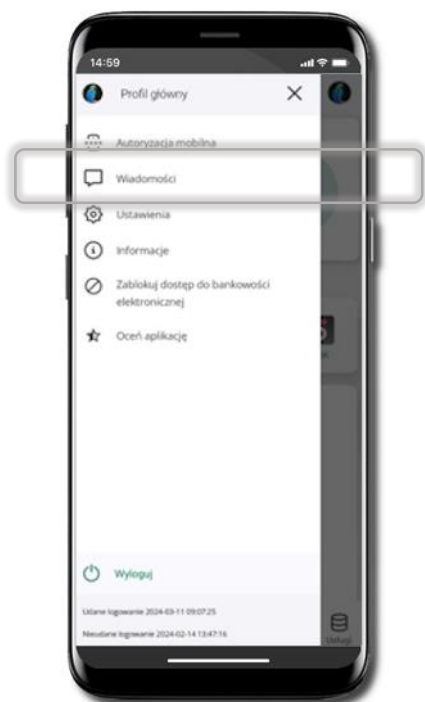 14:59
Profil główny
Autoryzacja mobilna
Wiadomości
Ustawienia
Informacje
Zablokuj dostęp do bankowości
elektronicznej
Oceń aplikację
Wyloguj
Udane logowanie 2024-03-11 09:07:25
Nieudane logowanie 2024-02-14 13:47:16
Usługi